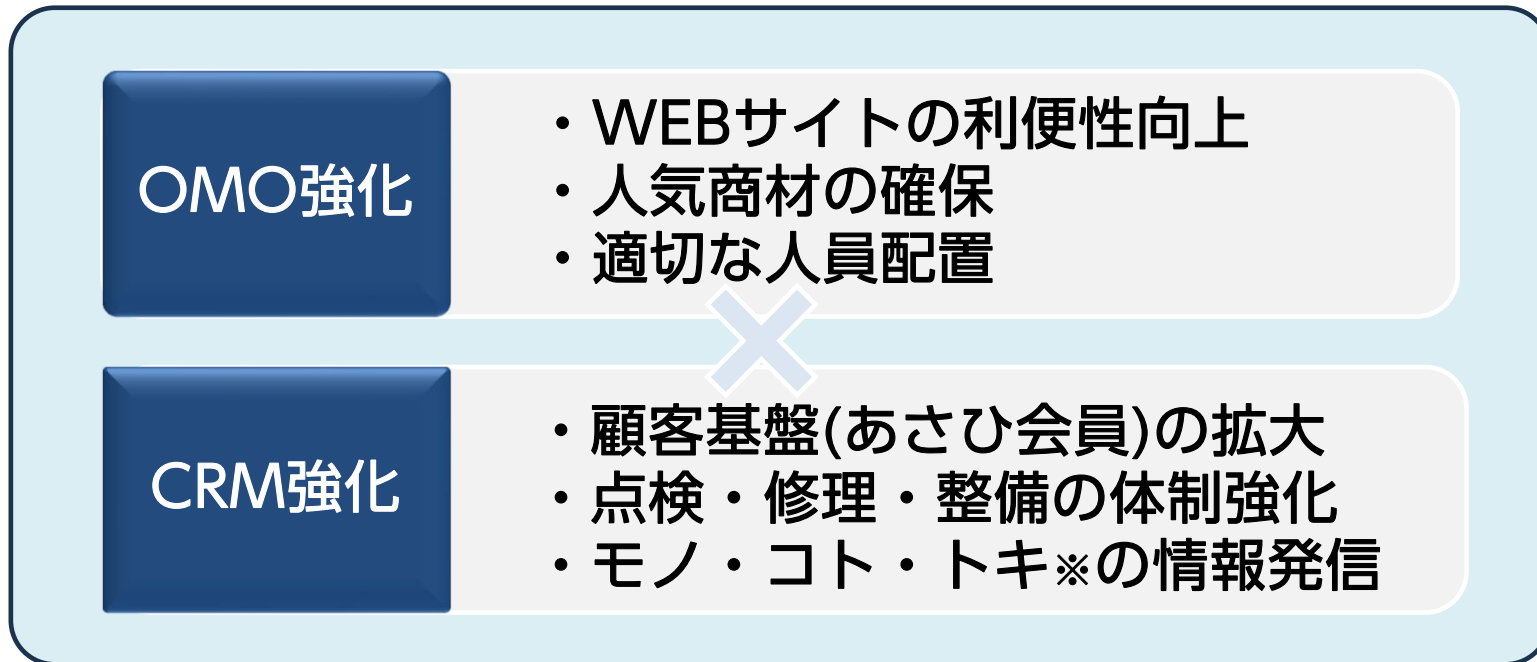 OMO強化
・WEBサイトの利便性向上
・人気商材の確保
・適切な人員配置
CRM強化
・顧客基盤(あさひ会員)の拡大
・点検・修理・整備の体制強化
・モノ・コト・トキ※の情報発信